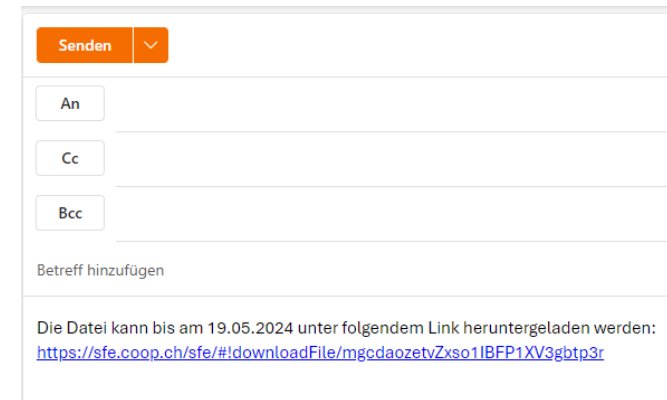 Senden
An
Cc
Bcc
Betreff hinzufügen
Die Datei kann bis am 19.05.2024 unter folgendem Link heruntergeladen werden:
https://sfe.coop.ch/sfe/#!downloadFile/mgcdaozetvZxso1IBFP1XV3gbtp3r